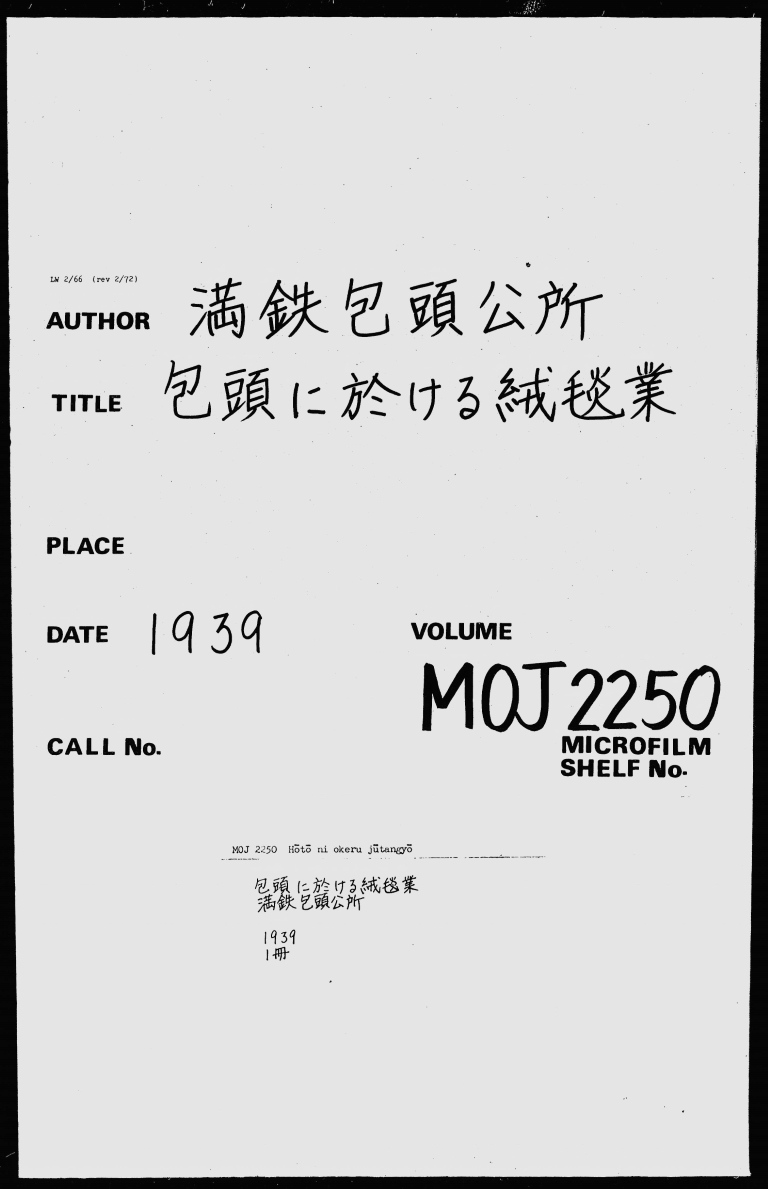 LW 2/66 (rev 2/72)
AUTHOR 満鉄包頭公所
TITLE 包頭に於ける絨毯業
PLACE
DATE 1939
VOLUME
MOJ 2250
CALL No.
MICROFILM
SHELF No.
MOJ 2250 Hōtō ni okeru jūtangyō
包頭に於ける絨毯業
満鉄包頭公所
1939
1冊